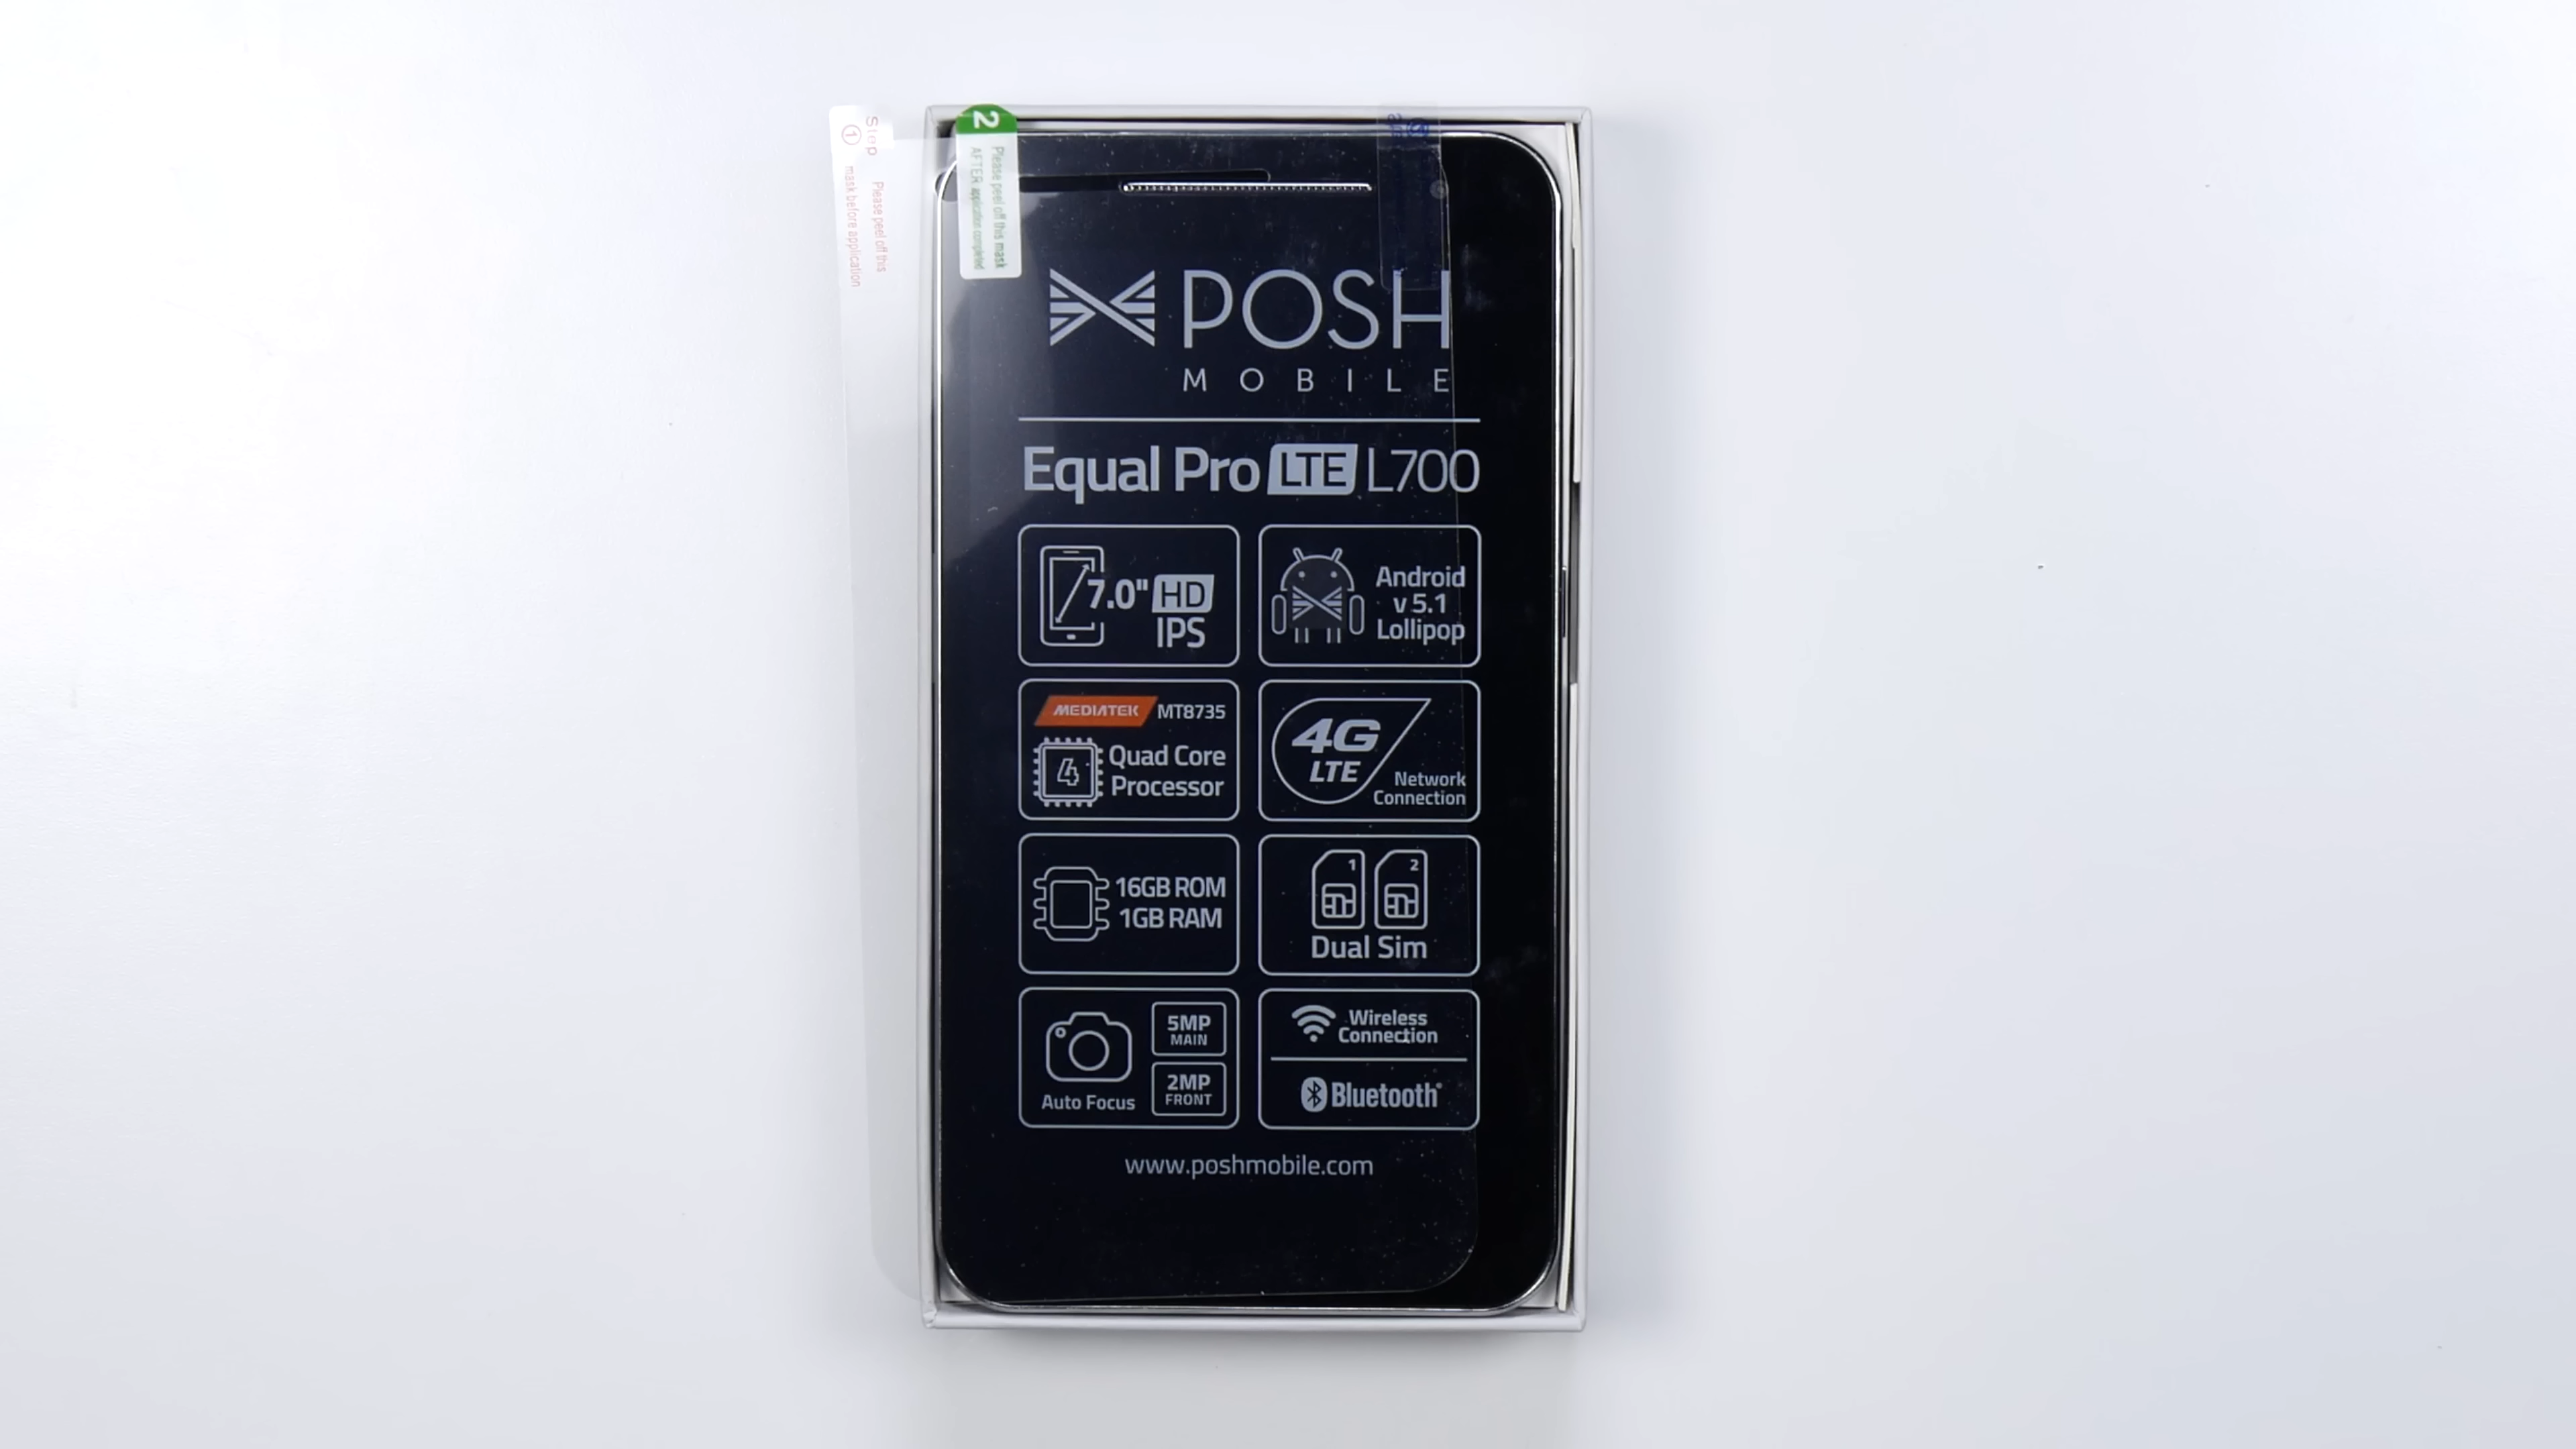 Step
① Please peel off this
mask before application
2
Please peel off this mask
AFTER application completed
POSH
MOBILE
Equal Pro LTE L700
7.0" HD
IPS
Android
v 5.1
Lollipop
MEDIATEK MT8735
4
Quad Core
Processor
4G
LTE
Network
Connection
16GB ROM
1GB RAM
1 2
Dual Sim
5MP
MAIN
2MP
FRONT
Auto Focus
Wireless
Connection
Bluetooth®
www.poshmobile.com